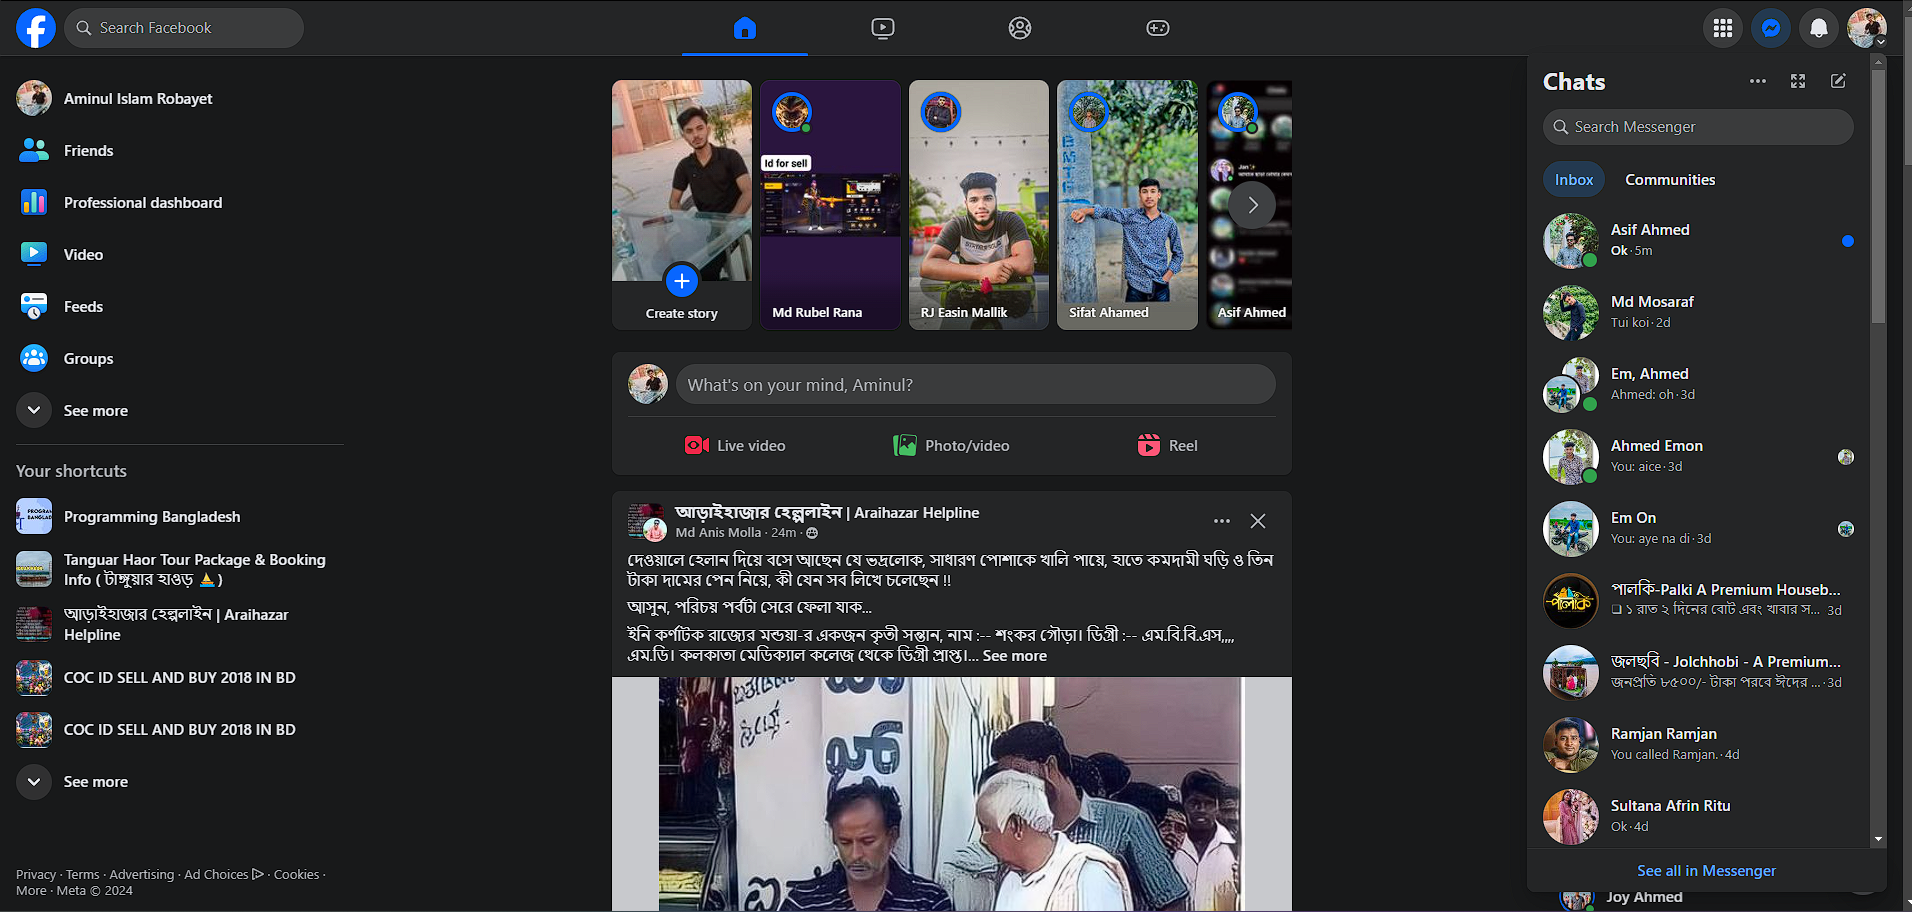 Search Facebook
Aminul Islam Robayet
Friends
Professional dashboard
Video
Feeds
Groups
See more
Your shortcuts
Programming Bangladesh
Tanguar Haor Tour Package & Booking
Info ( টাঙ্গুয়ার হাওড় ⛵ )
আড়াইহাজার হেল্পলাইন | Araihazar
Helpline
COC ID SELL AND BUY 2018 IN BD
COC ID SELL AND BUY 2018 IN BD
See more
Privacy · Terms · Advertising · Ad Choices · Cookies ·
More · Meta © 2024
Create story
Id for sell
Md Rubel Rana
RJ Easin Mallik
Sifat Ahamed
Asif Ahmed
What's on your mind, Aminul?
Live video
Photo/video
Reel
আড়াইহাজার হেল্পলাইন | Araihazar Helpline
Md Anis Molla · 24m ·
দেওয়ালে হেলান দিয়ে বসে আছেন যে ভদ্রলোক, সাধারণ পোশাকে খালি পায়ে, হাতে কমদামী ঘড়ি ও তিন
টাকা দামের পেন নিয়ে, কী যেন সব লিখে চলেছেন !!
আসুন, পরিচয় পর্বটা সেরে ফেলা যাক...
ইনি কর্ণাটক রাজ্যের মন্ডয়া-র একজন কৃতী সন্তান, নাম :-- শংকর গৌড়া। ডিগ্রী :-- এম.বি.বি.এস,,,,
এম.ডি। কলকাতা মেডিক্যাল কলেজ থেকে ডিগ্রী প্রাপ্ত।... See more
Chats
Search Messenger
Inbox
Communities
Asif Ahmed
Ok · 5m
Md Mosaraf
Tui koi · 2d
Em, Ahmed
Ahmed: oh · 3d
Ahmed Emon
You: aice · 3d
Em On
You: aye na di · 3d
পালকি-Palki A Premium Houseb...
❏ ১ রাত ২ দিনের বোট এবং খাবার স... 3d
জলছবি - Jolchhobi - A Premium...
জনপ্রতি ৮৫০০/- টাকা পরবে ঈদের ... · 3d
Ramjan Ramjan
You called Ramjan. · 4d
Sultana Afrin Ritu
Ok · 4d
See all in Messenger
Joy Ahmed